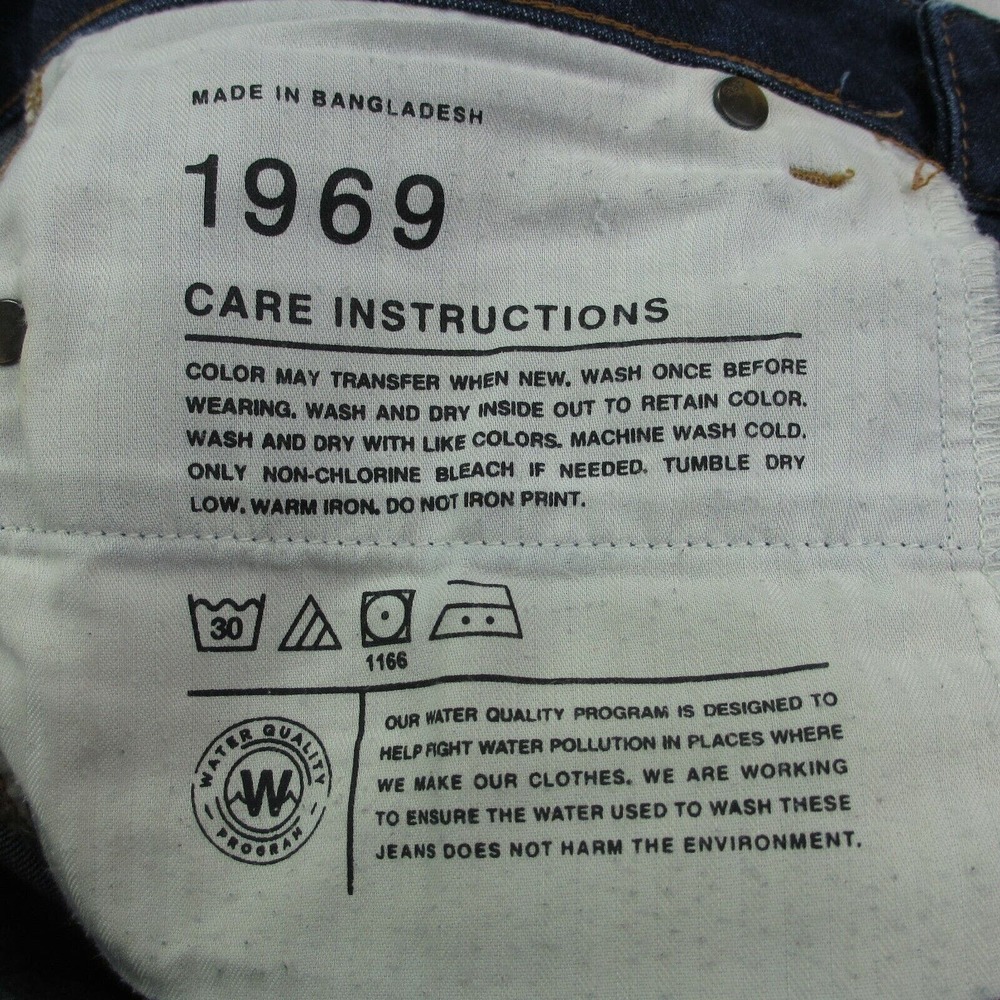 MADE IN BANGLADESH
1969
CARE INSTRUCTIONS
COLOR MAY TRANSFER WHEN NEW. WASH ONCE BEFORE
WEARING. WASH AND DRY INSIDE OUT TO RETAIN COLOR.
WASH AND DRY WITH LIKE COLORS. MACHINE WASH COLD.
ONLY NON-CHLORINE BLEACH IF NEEDED. TUMBLE DRY
LOW. WARM IRON. DO NOT IRON PRINT.
30
1166
WATER QUALITY
W
PROGRAM
OUR WATER QUALITY PROGRAM IS DESIGNED TO
HELP FIGHT WATER POLLUTION IN PLACES WHERE
WE MAKE OUR CLOTHES. WE ARE WORKING
TO ENSURE THE WATER USED TO WASH THESE
JEANS DOES NOT HARM THE ENVIRONMENT.